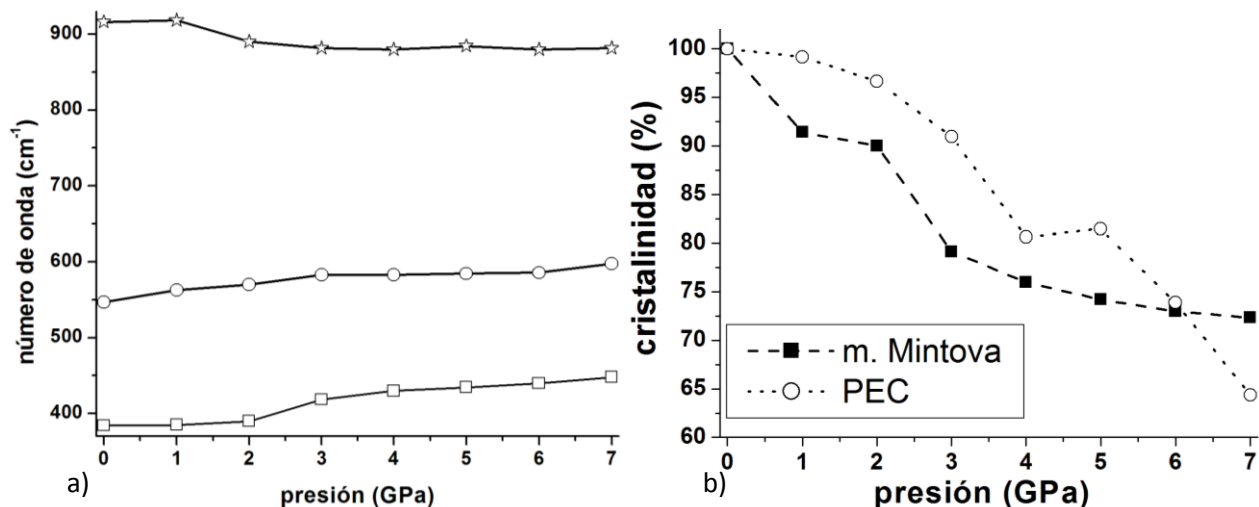 900
800
700
600
500
400
número de onda (cm⁻¹)
0 1 2 3 4 5 6 7
presión (GPa)
a)
100
95
90
85
80
75
70
65
60
cristalinidad (%)
m. Mintova
PEC
0 1 2 3 4 5 6 7
presión (GPa)
b)